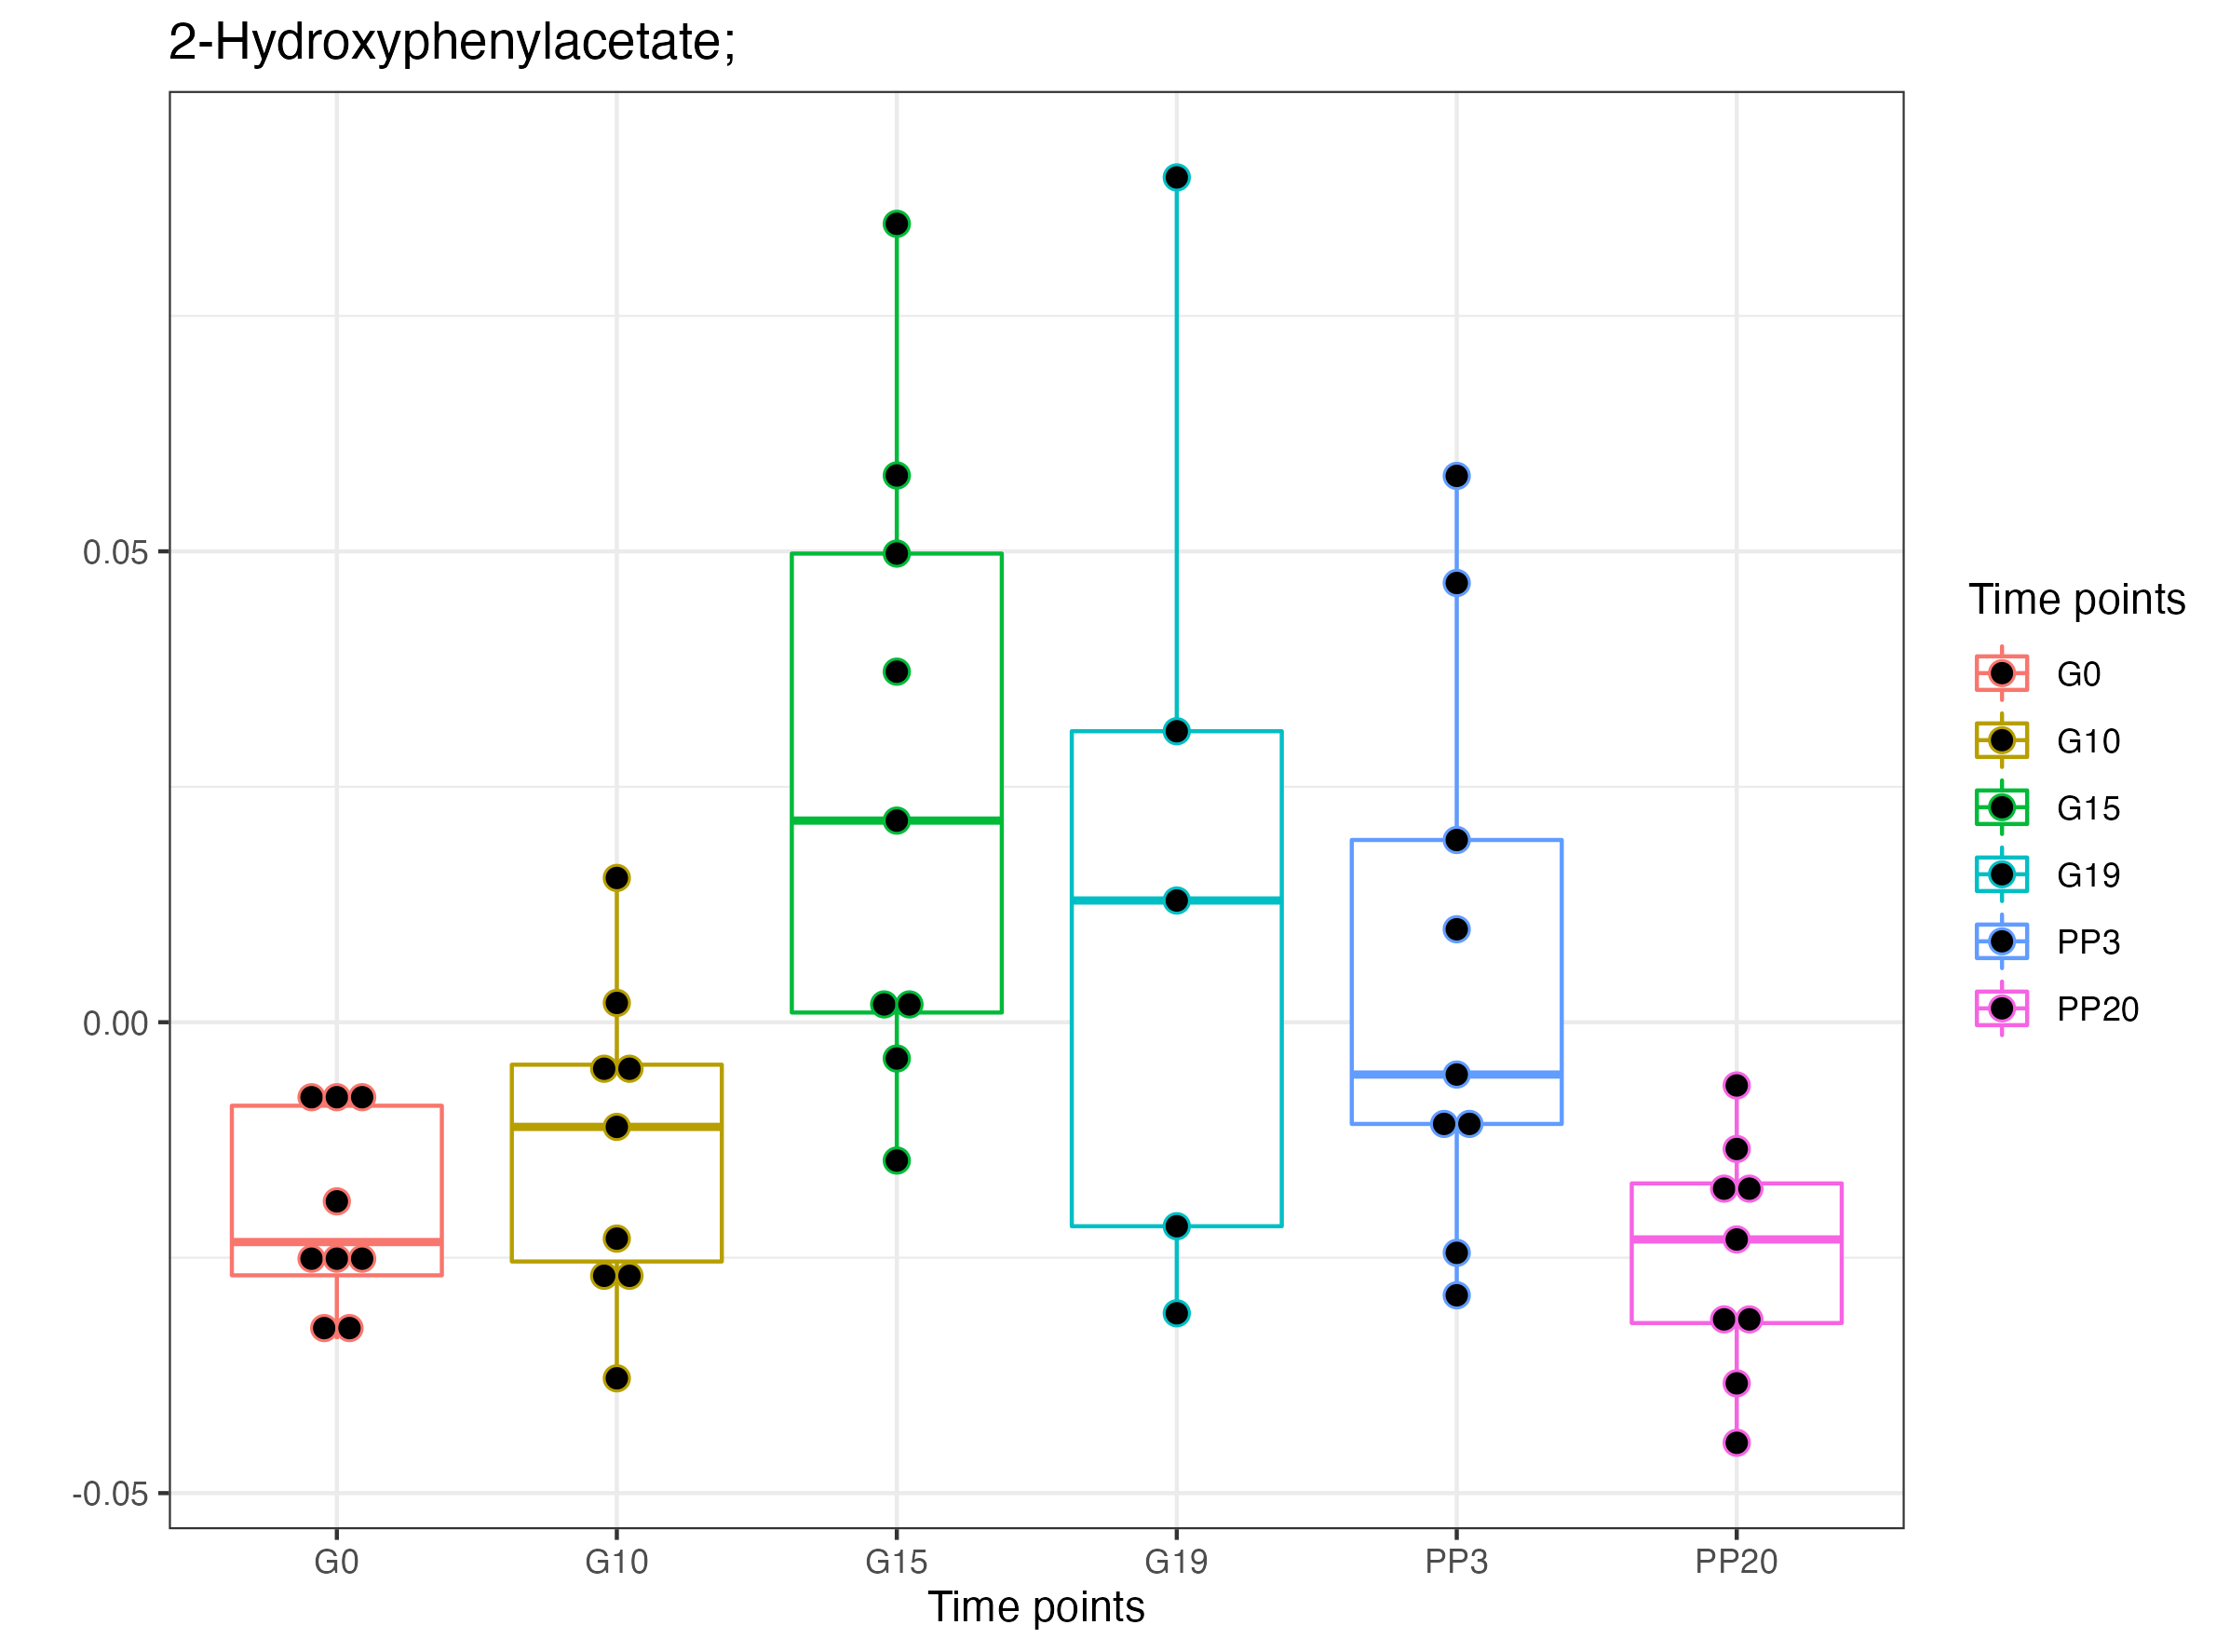 2-Hydroxyphenylacetate;
0.05
0.00
-0.05
G0 G10 G15 G19 PP3 PP20
Time points
Time points
G0
G10
G15
G19
PP3
PP20